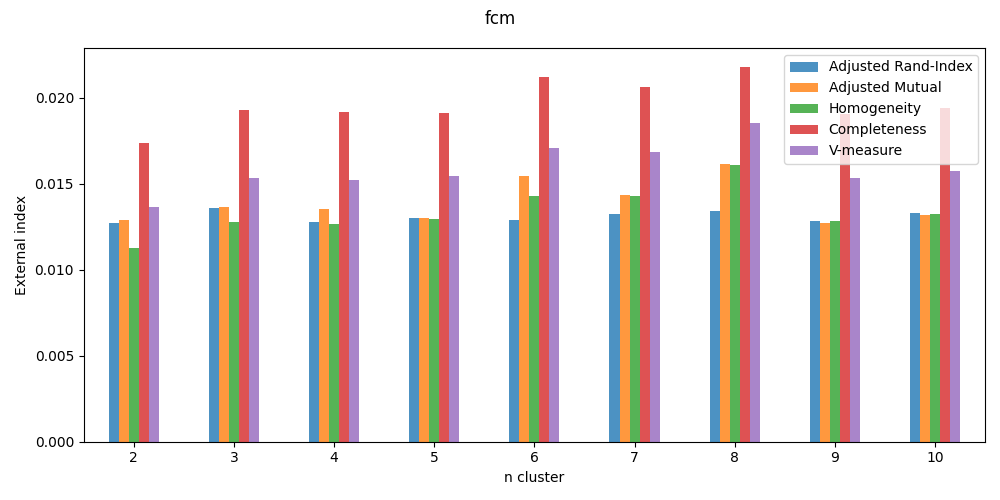 fcm
External index
0.020
0.015
0.010
0.005
0.000
Adjusted Rand-Index
Adjusted Mutual
Homogeneity
Completeness
V-measure
2 3 4 5 6 7 8 9 10
n cluster